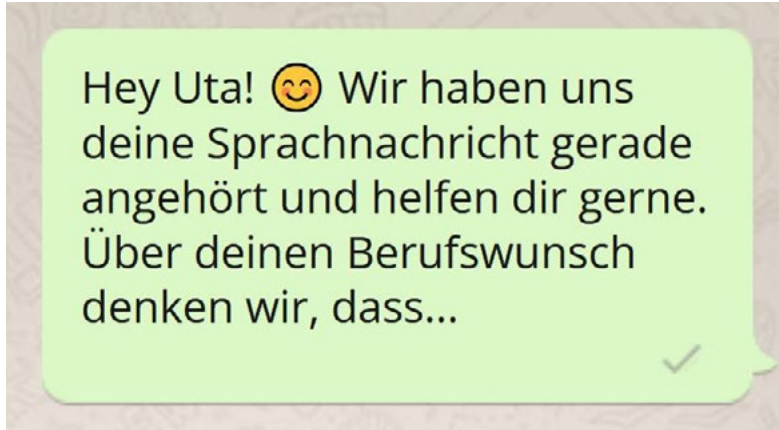 Hey Uta! 😊 Wir haben uns
deine Sprachnachricht gerade
angehört und helfen dir gerne.
Über deinen Berufswunsch
denken wir, dass...